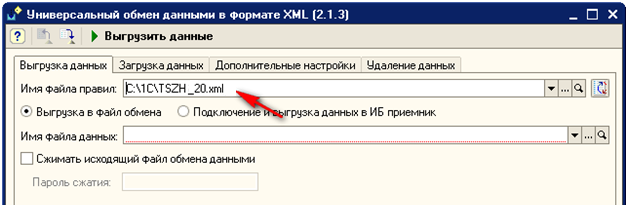 Универсальный обмен данными в формате XML (2.1.3)
Выгрузить данные
Выгрузка данных Загрузка данных Дополнительные настройки Удаление данных
Имя файла правил: C:\1C\TSZH_20.xml ...
Выгрузка в файл обмена Подключение и выгрузка данных в ИБ приемник
Имя файла данных: ...
Сжимать исходящий файл обмена данными
Пароль сжатия: